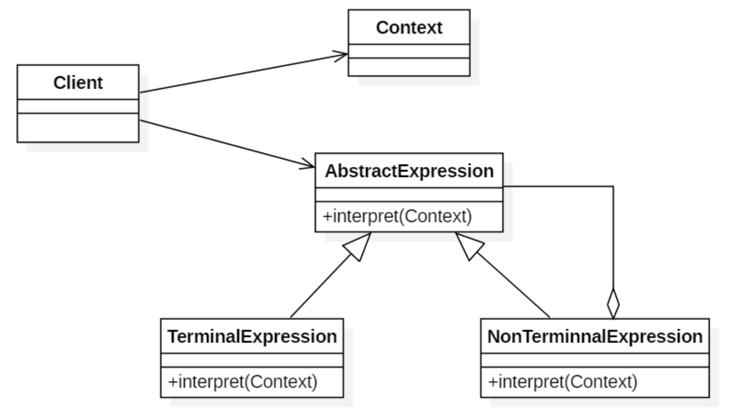 Context
Client
AbstractExpression
+interpret(Context)
TerminalExpression
NonTerminnalExpression
+interpret(Context)
+interpret(Context)